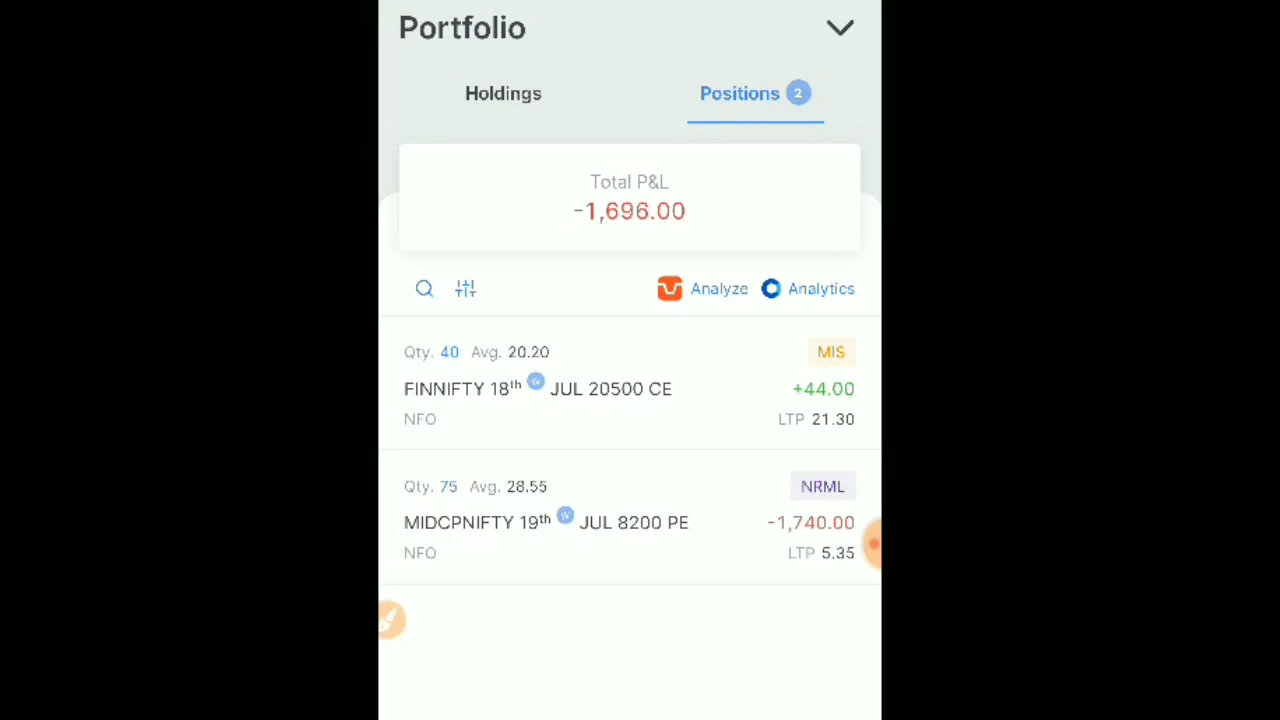 Portfolio
Holdings Positions 2
Total P&L
-1,696.00
Analyze Analytics
Qty. 40 Avg. 20.20 MIS
FINNIFTY 18th W JUL 20500 CE +44.00
NFO LTP 21.30
Qty. 75 Avg. 28.55 NRML
MIDCPNIFTY 19th W JUL 8200 PE -1,740.00
NFO LTP 5.35